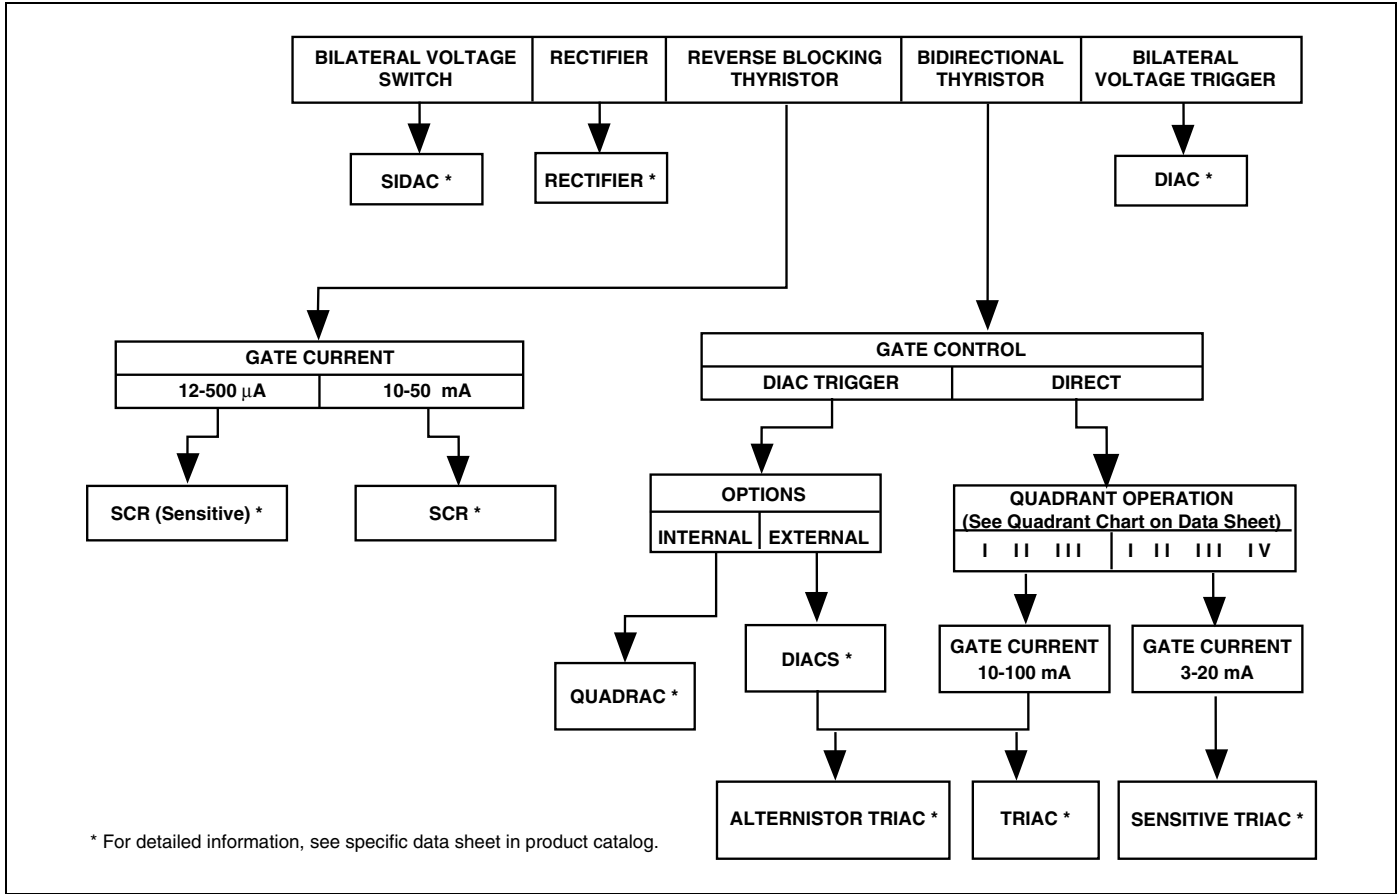 BILATERAL VOLTAGE
SWITCH
RECTIFIER
REVERSE BLOCKING
THYRISTOR
BIDIRECTIONAL
THYRISTOR
BILATERAL
VOLTAGE TRIGGER
SIDAC *
RECTIFIER *
DIAC *
GATE CURRENT
12-500 µA
10-50 mA
GATE CONTROL
DIAC TRIGGER
DIRECT
SCR (Sensitive) *
SCR *
OPTIONS
INTERNAL
EXTERNAL
QUADRANT OPERATION
(See Quadrant Chart on Data Sheet)
I II III
I II III IV
QUADRAC *
DIACS *
GATE CURRENT
10-100 mA
GATE CURRENT
3-20 mA
ALTERNISTOR TRIAC *
TRIAC *
SENSITIVE TRIAC *
* For detailed information, see specific data sheet in product catalog.